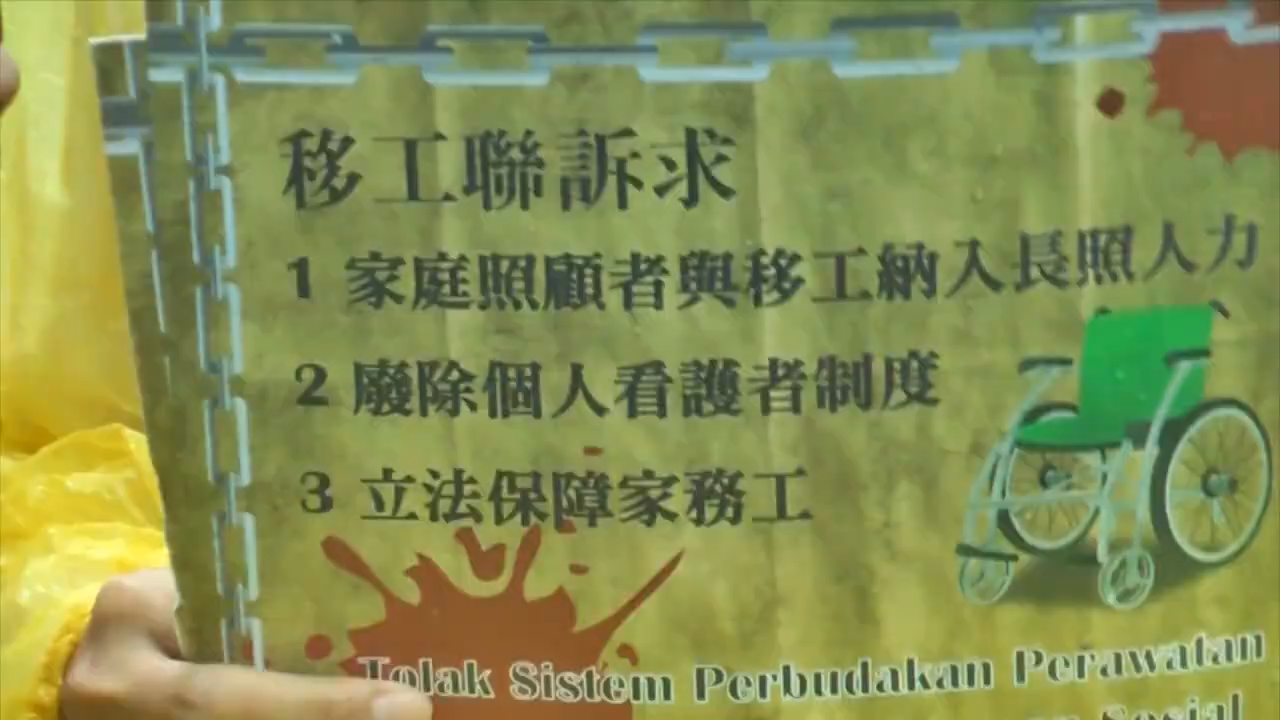 移工聯訴求
1 家庭照顧者與移工納入長照人力
2 廢除個人看護者制度
3 立法保障家務工
Tolak Sistem Perbudakan Perawatan
Sosial